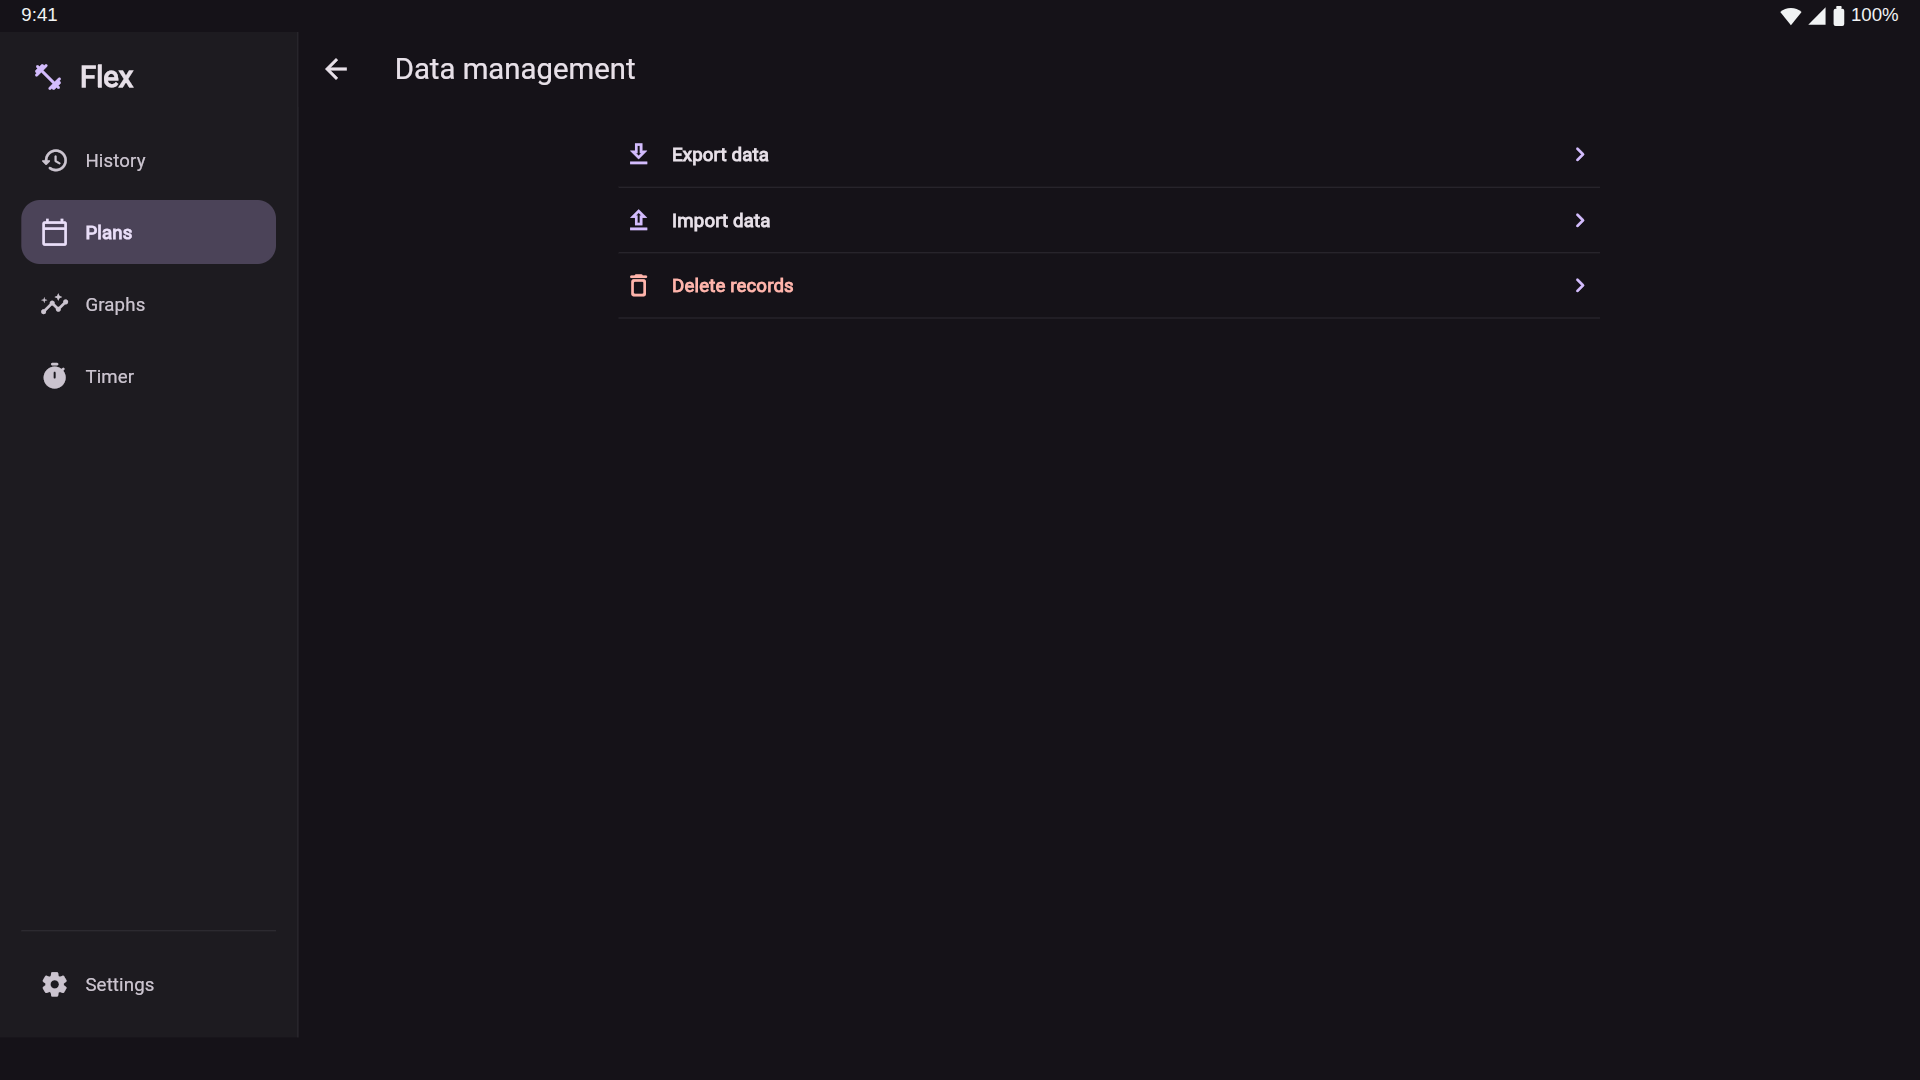 9:41
100%
Flex
Data management
History
Plans
Graphs
Timer
Export data
Import data
Delete records
Settings